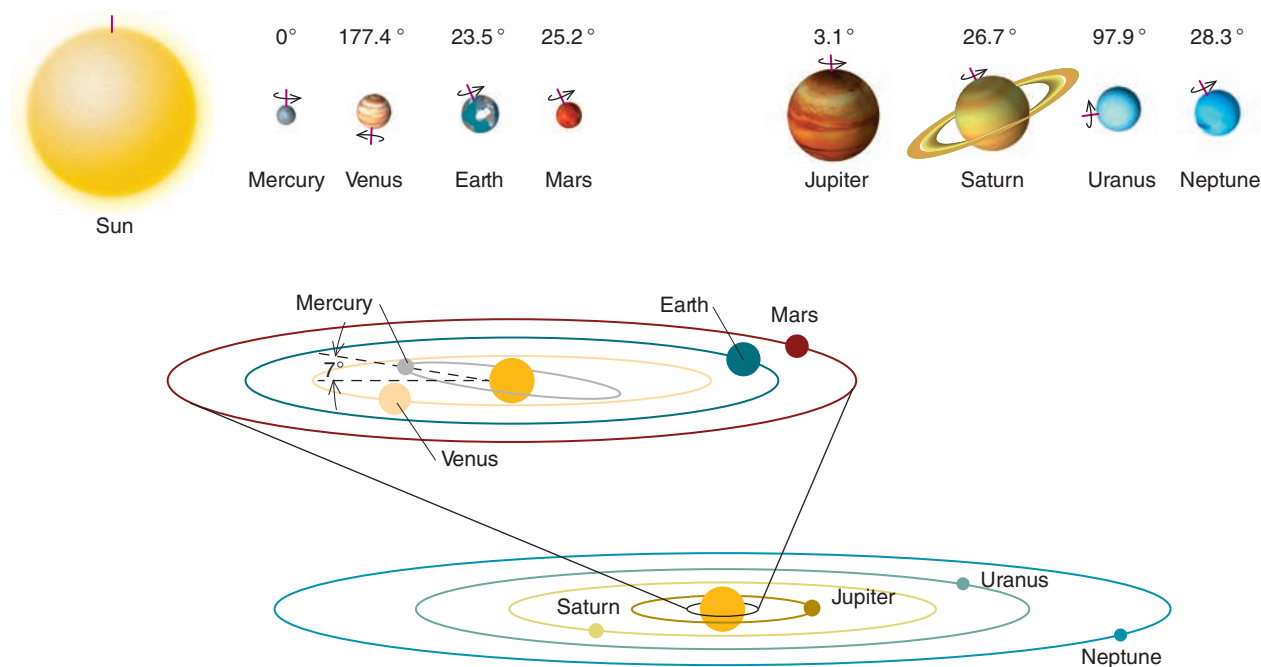 0° 177.4° 23.5° 25.2° 3.1° 26.7° 97.9° 28.3°
Mercury Venus Earth Mars Jupiter Saturn Uranus Neptune
Sun
Mercury
Earth
Mars
7°
Venus
Uranus
Saturn
Jupiter
Neptune